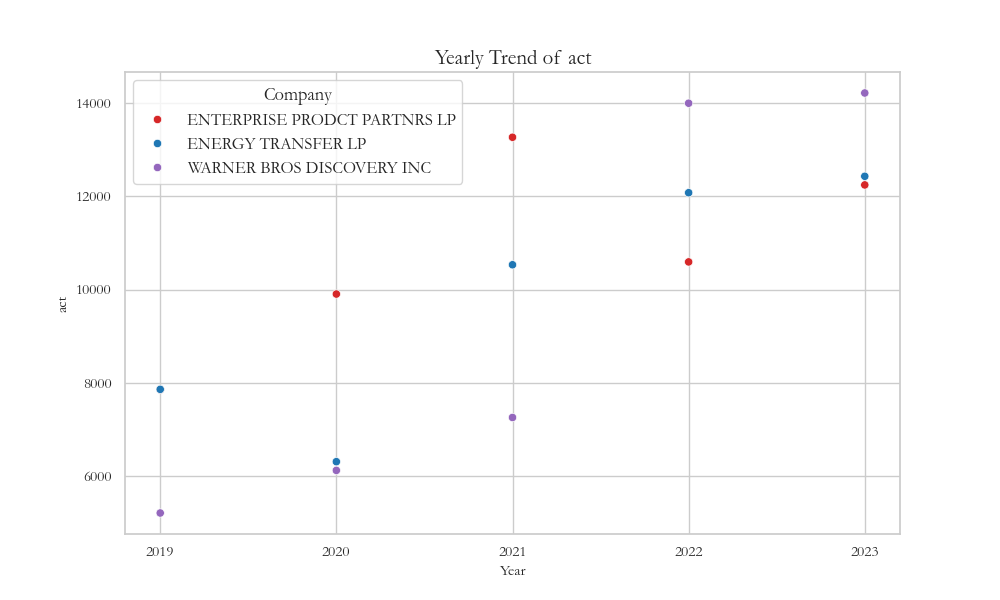 Yearly Trend of act
Company
ENTERPRISE PRODCT PARTNRS LP
ENERGY TRANSFER LP
WARNER BROS DISCOVERY INC
14000
12000
10000
8000
6000
act
2019 2020 2021 2022 2023
Year